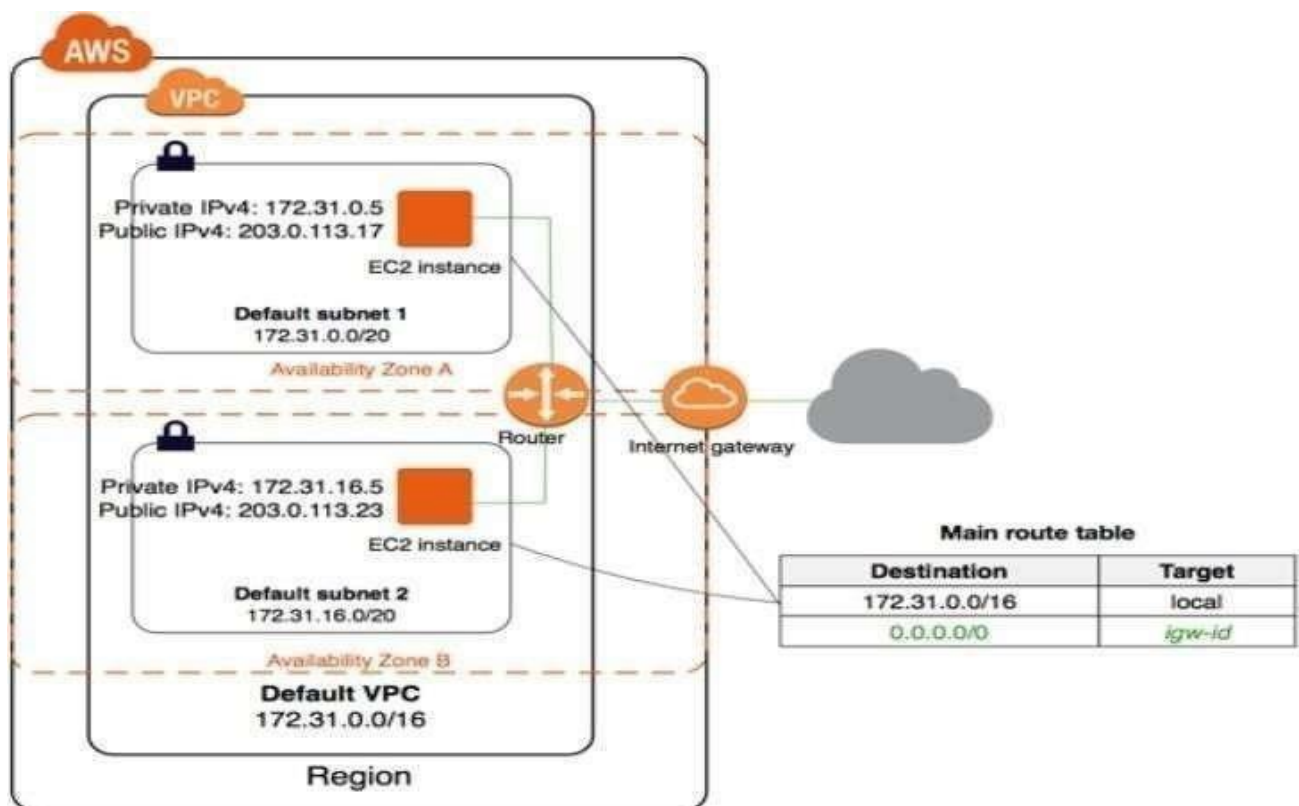 AWS
VPC
Private IPv4: 172.31.0.5
Public IPv4: 203.0.113.17
EC2 instance
Default subnet 1
172.31.0.0/20
Availability Zone A
Router
Internet gateway
Private IPv4: 172.31.16.5
Public IPv4: 203.0.113.23
EC2 instance
Default subnet 2
172.31.16.0/20
Availability Zone B
Default VPC
172.31.0.0/16
Region
Main route table
Destination Target
172.31.0.0/16 local
0.0.0.0/0 igw-id